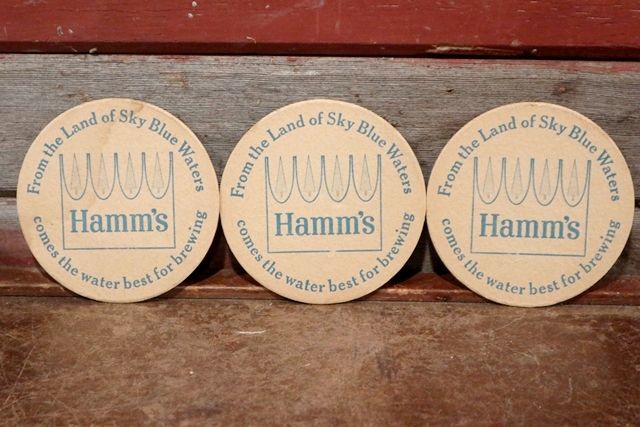 From the Land of Sky Blue Waters
Hamm's
comes the water best for brewing
From the Land of Sky Blue Waters
Hamm's
comes the water best for brewing
From the Land of Sky Blue Waters
Hamm's
comes the water best for brewing